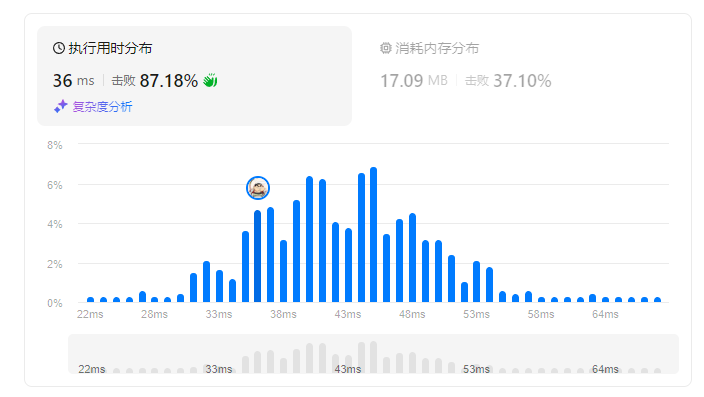 执行用时分布
消耗内存分布
36 ms 击败 87.18%
17.09 MB 击败 37.10%
复杂度分析
8%
6%
4%
2%
0%
22ms 28ms 33ms 38ms 43ms 48ms 53ms 58ms 64ms
22ms 33ms 43ms 53ms 64ms